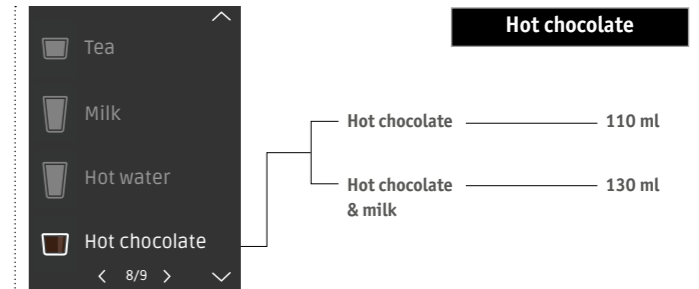 Hot chocolate
Tea
Milk
Hot water
Hot chocolate
8/9
Hot chocolate 110 ml
Hot chocolate 130 ml
& milk